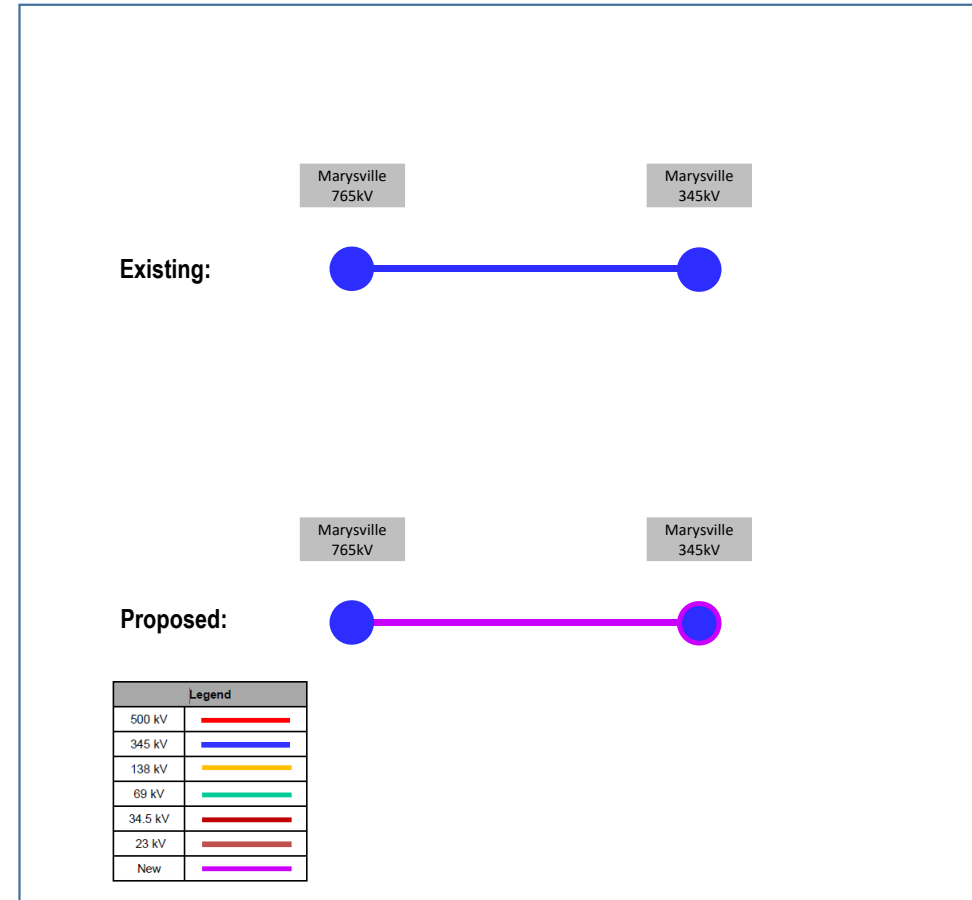 Marysville
765kV
Marysville
345kV
Existing:
Marysville
765kV
Marysville
345kV
Proposed:
Legend
500 kV
345 kV
138 kV
69 kV
34.5 kV
23 kV
New